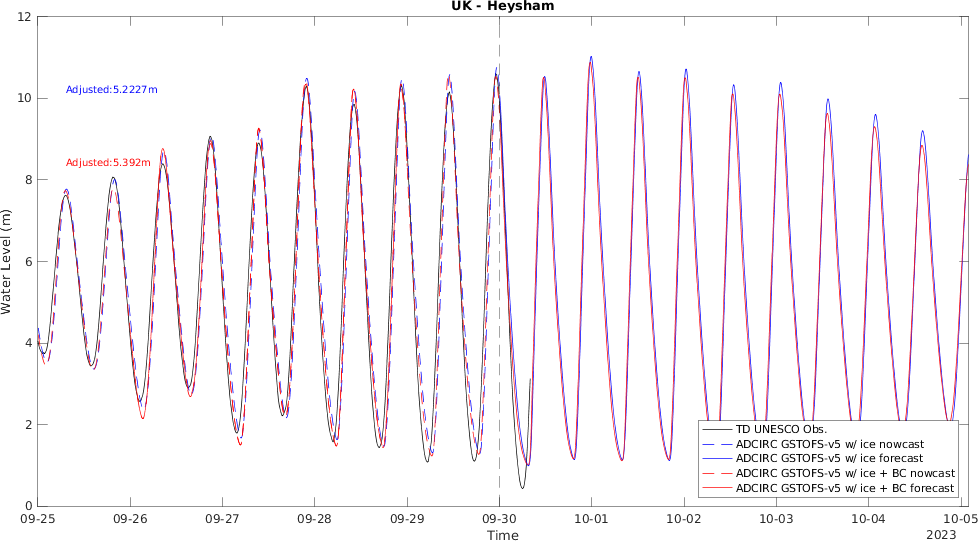 UK - Heysham
12
10
8
6
4
2
0
Water Level (m)
Adjusted:5.2227m
Adjusted:5.392m
TD UNESCO Obs.
ADCIRC GSTOFS-v5 w/ ice nowcast
ADCIRC GSTOFS-v5 w/ ice forecast
ADCIRC GSTOFS-v5 w/ ice + BC nowcast
ADCIRC GSTOFS-v5 w/ ice + BC forecast
09-25 09-26 09-27 09-28 09-29 09-30 10-01 10-02 10-03 10-04 10-05
Time
2023